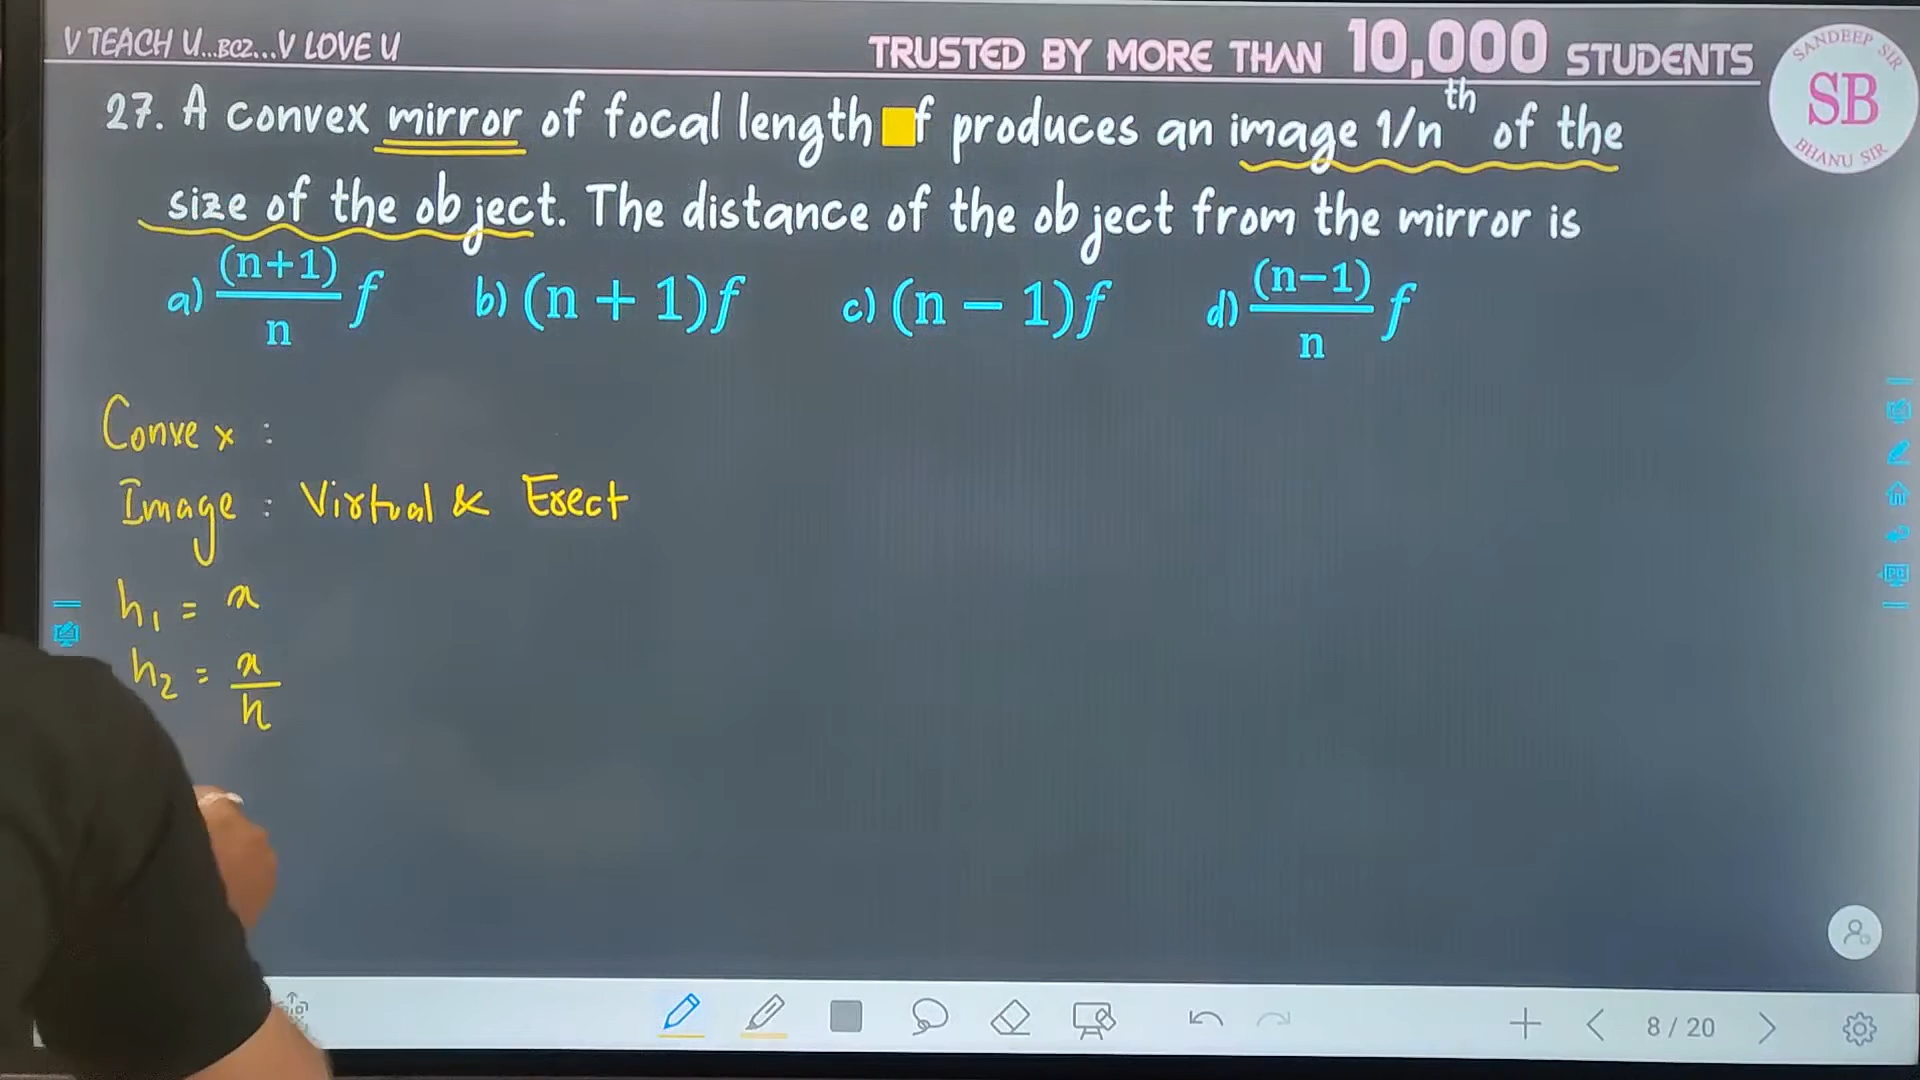 V TEACH U...BCZ...V LOVE U
TRUSTED BY MORE THAN 10,000 STUDENTS
SANDEEP SIR
SB
BHANU SIR
27. A convex mirror of focal length f produces an image 1/n^th of the
size of the object. The distance of the object from the mirror is
a) (n+1)/n f b) (n + 1)f c) (n − 1)f d) (n−1)/n f
Convex :
Image : Virtual & Erect
h₁ = x
h₂ = x/n
8 / 20